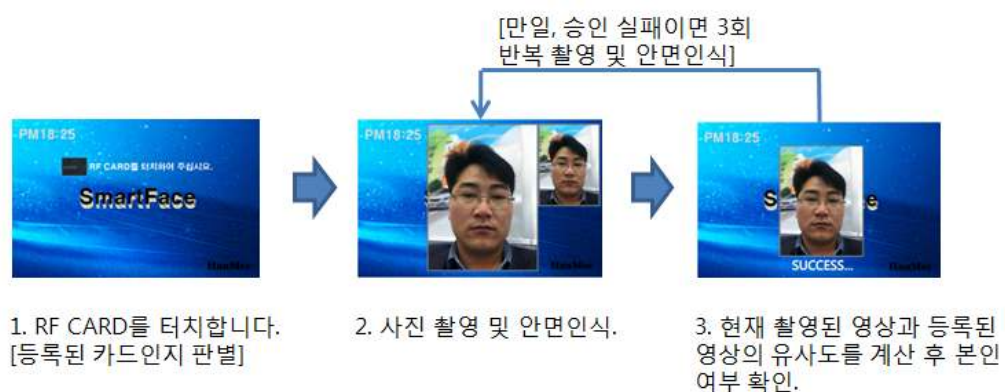 [만일, 승인 실패이면 3회
반복 촬영 및 안면인식]
PM18:25
RF CARD를 터치하여 주십시요.
SmartFace
PM18:25
PM18:25
S
e
SUCCESS...
1. RF CARD를 터치합니다.
[등록된 카드인지 판별]
2. 사진 촬영 및 안면인식.
3. 현재 촬영된 영상과 등록된
영상의 유사도를 계산 후 본인
여부 확인.